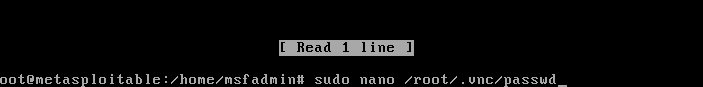 [ Read 1 line ]
oot@metasploitable:/home/msfadmin# sudo nano /root/.vnc/passwd_